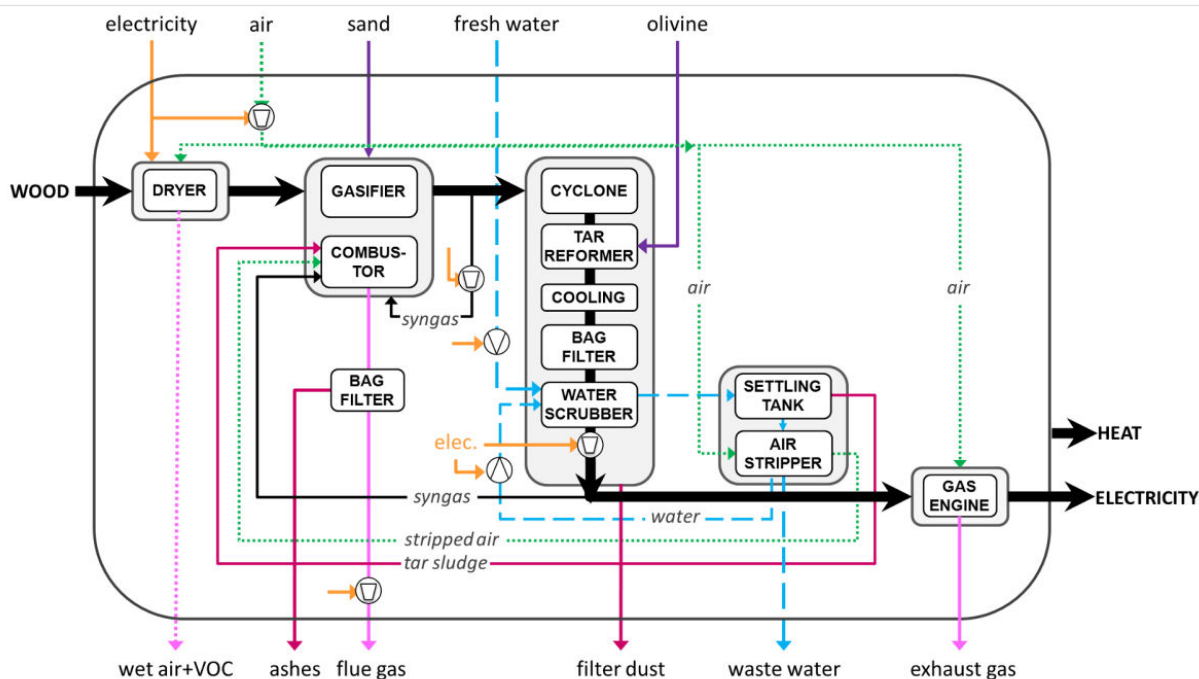 electricity
air
sand
fresh water
olivine
WOOD
DRYER
GASIFIER
CYCLONE
COMBUS-
TOR
TAR
REFORMER
COOLING
air
air
syngas
BAG
FILTER
BAG
FILTER
WATER
SCRUBBER
SETTLING
TANK
elec.
AIR
STRIPPER
HEAT
GAS
ENGINE
ELECTRICITY
syngas
water
stripped air
tar sludge
wet air+VOC
ashes
flue gas
filter dust
waste water
exhaust gas